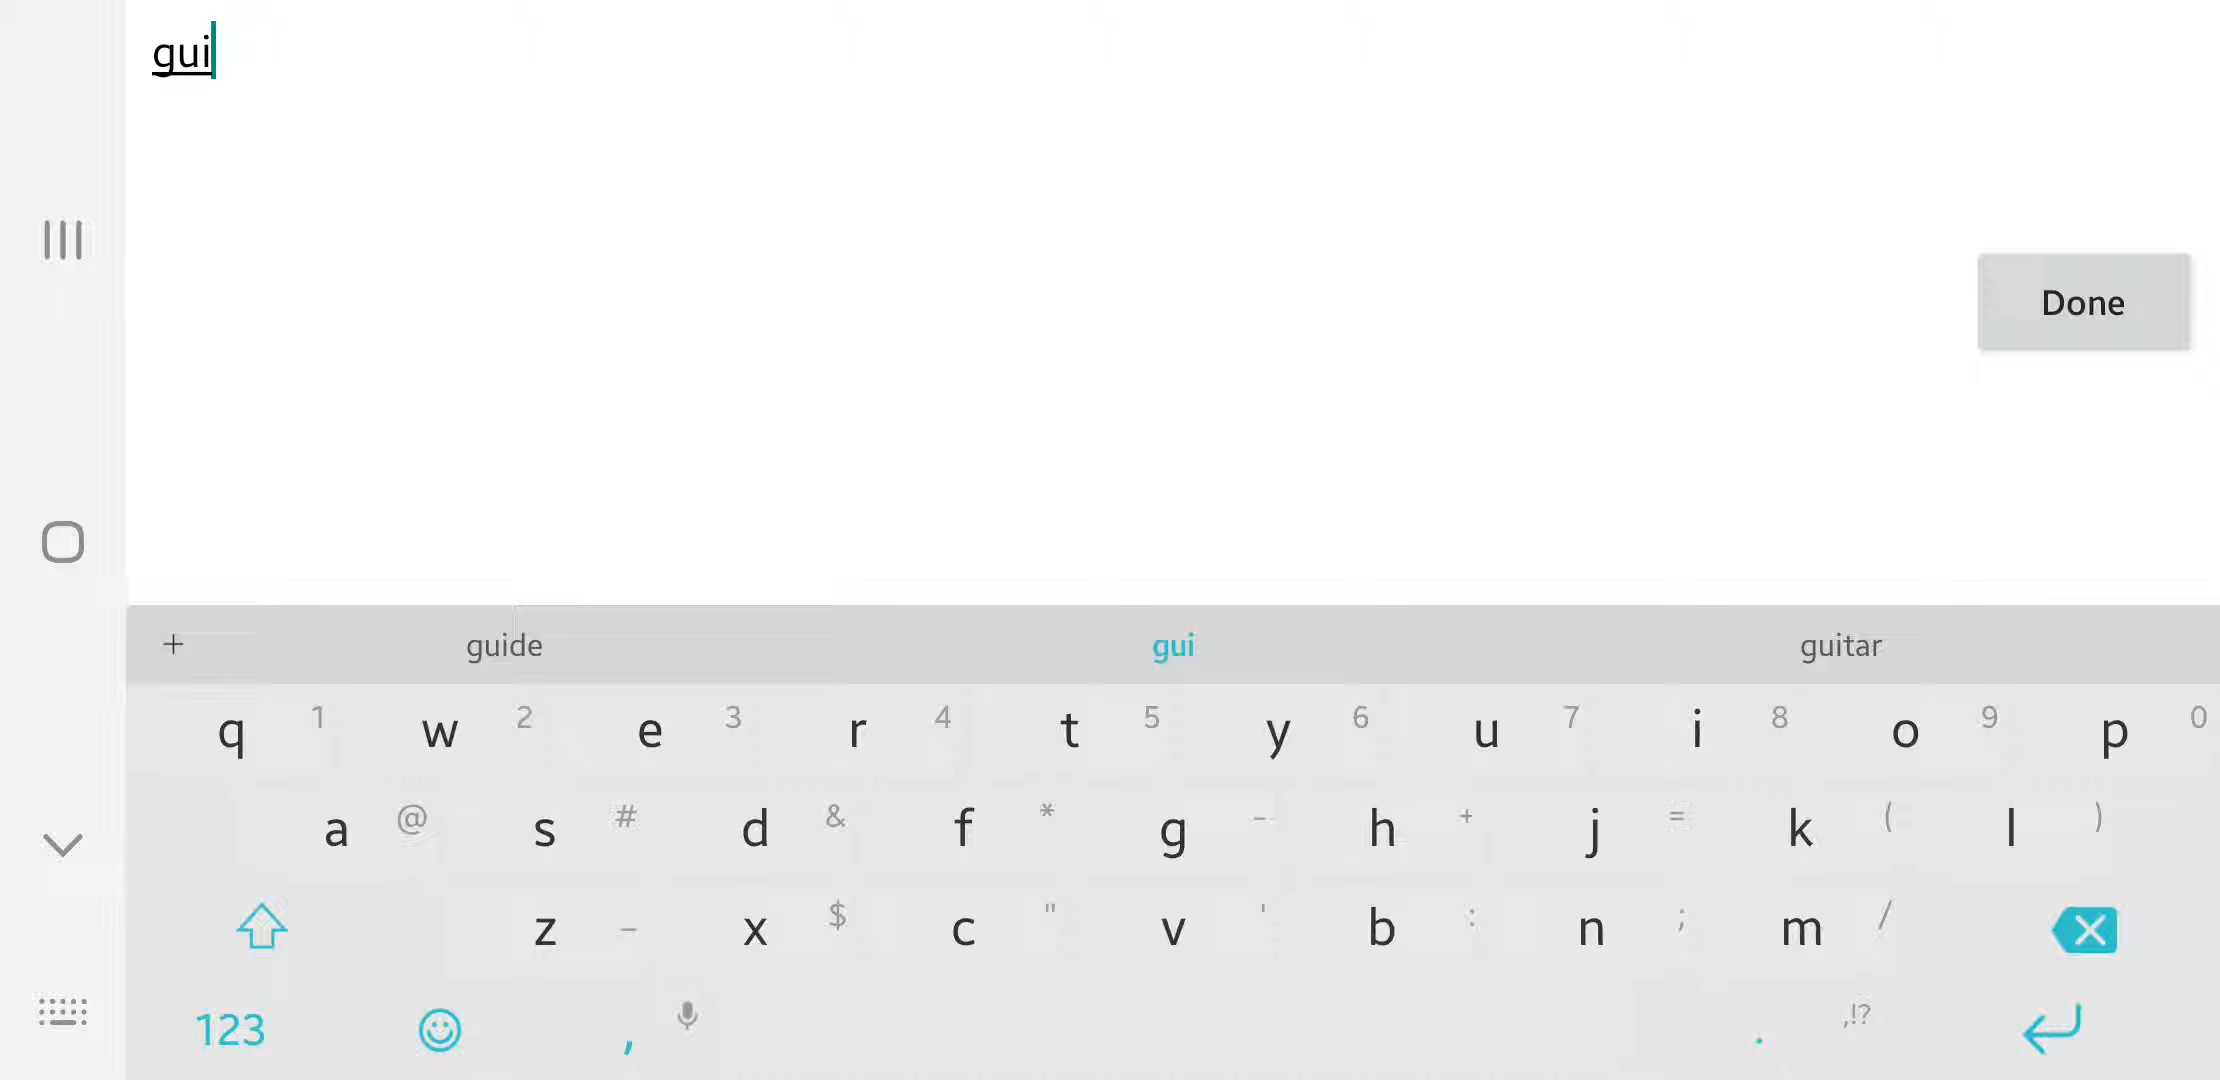 gui
Done
+ guide gui guitar
q 1 w 2 e 3 r 4 t 5 y 6 u 7 i 8 o 9 p 0
a @ s # d & f * g - h + j = k ( l )
z _ x $ c " v ' b : n ; m /
123 , . ,!?